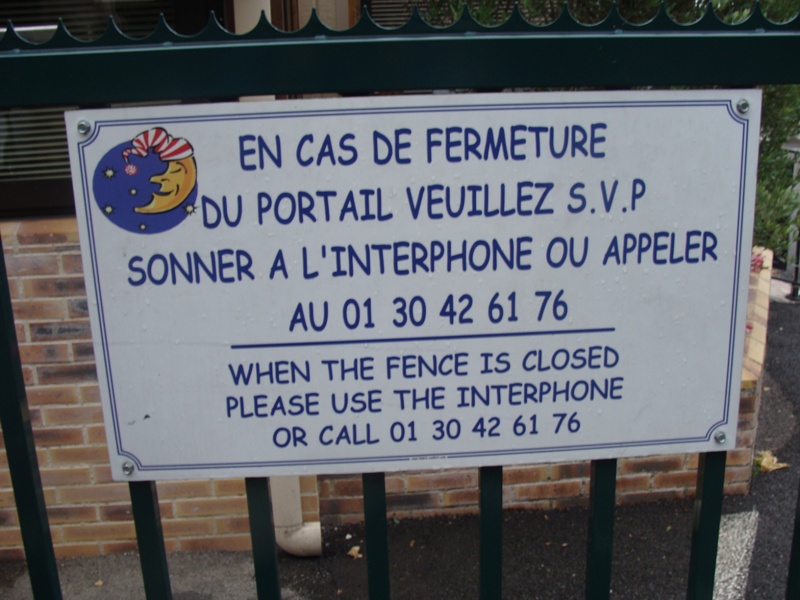 EN CAS DE FERMETURE
DU PORTAIL VEUILLEZ S.V.P
SONNER A L'INTERPHONE OU APPELER
AU 01 30 42 61 76
WHEN THE FENCE IS CLOSED
PLEASE USE THE INTERPHONE
OR CALL 01 30 42 61 76